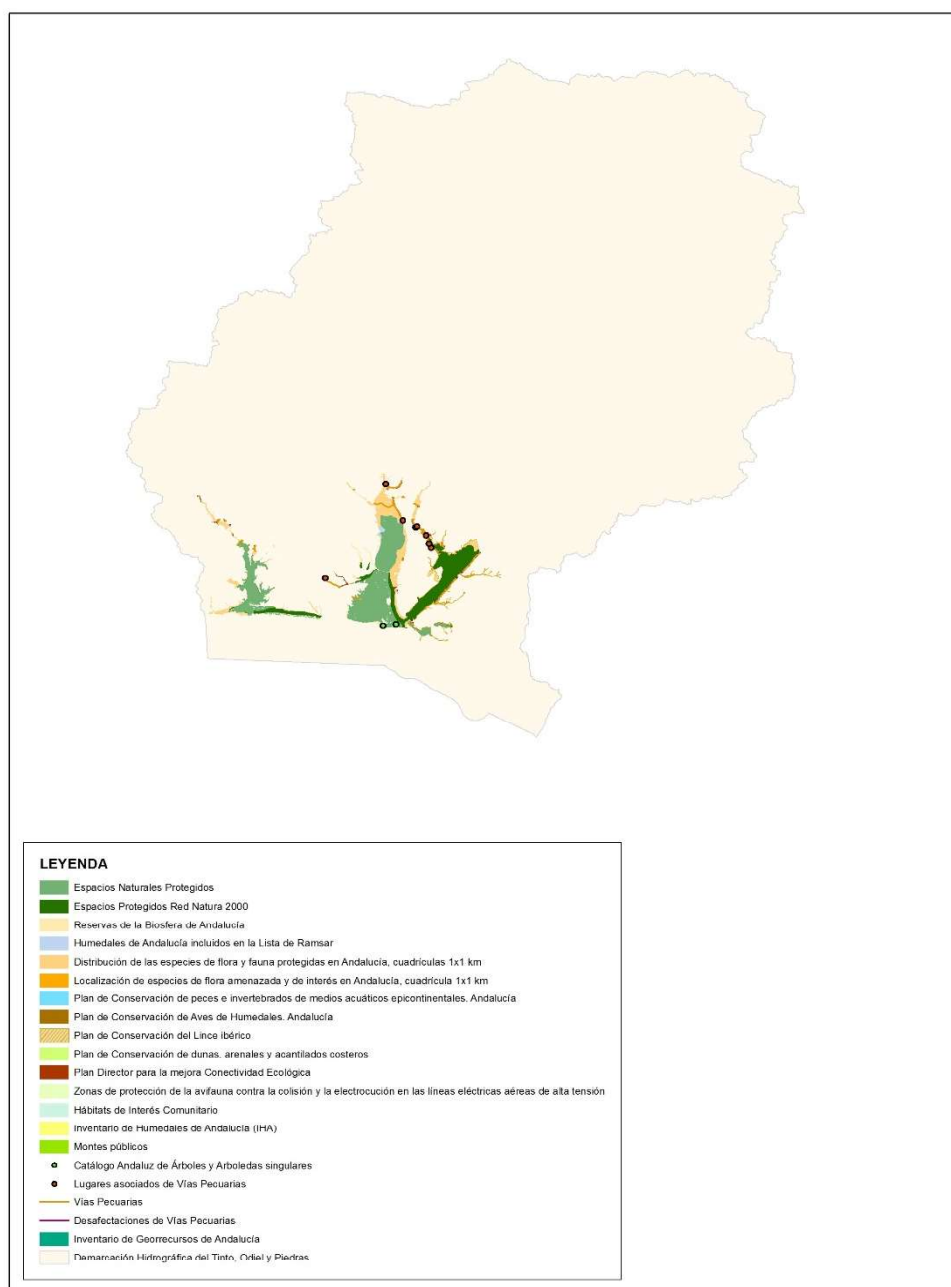 LEYENDA
Espacios Naturales Protegidos
Espacios Protegidos Red Natura 2000
Reservas de la Biosfera de Andalucía
Humedales de Andalucía incluidos en la Lista de Ramsar
Distribución de las especies de flora y fauna protegidas en Andalucía, cuadrículas 1x1 km
Localización de especies de flora amenazada y de interés en Andalucía, cuadrícula 1x1 km
Plan de Conservación de peces e invertebrados de medios acuáticos epicontinentales. Andalucía
Plan de Conservación de Aves de Humedales. Andalucía
Plan de Conservación del Lince ibérico
Plan de Conservación de dunas. arenales y acantilados costeros
Plan Director para la mejora Conectividad Ecológica
Zonas de protección de la avifauna contra la colisión y la electrocución en las líneas eléctricas aéreas de alta tensión
Hábitats de Interés Comunitario
Inventario de Humedales de Andalucía (IHA)
Montes públicos
Catálogo Andaluz de Árboles y Arboledas singulares
Lugares asociados de Vías Pecuarias
Vías Pecuarias
Desafectaciones de Vías Pecuarias
Inventario de Georrecursos de Andalucía
Demarcación Hidrográfica del Tinto, Odiel y Piedras